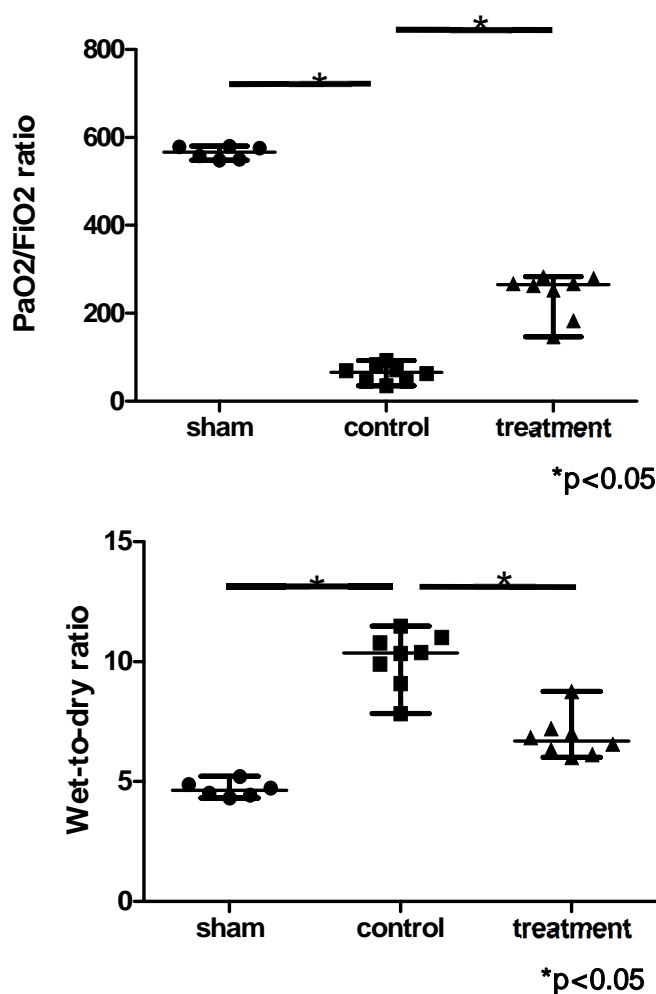 PaO2/FiO2 ratio
800
600
400
200
0
*
*
sham control treatment
*p<0.05
Wet-to-dry ratio
15
10
5
0
*
*
sham control treatment
*p<0.05